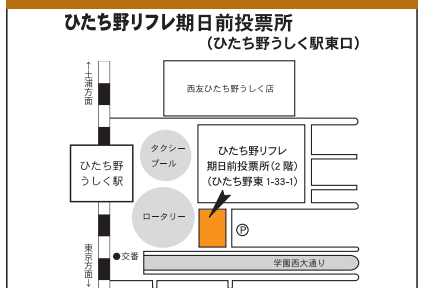 ひたち野リフレ期日前投票所
(ひたち野うしく駅東口)
←土浦方面
西友ひたち野うしく店
タクシー
プール
ひたち野リフレ
期日前投票所(2階)
(ひたち野東1-33-1)
ひたち野
うしく駅
ロータリー
P
●交番
東京方面→
学園西大通り